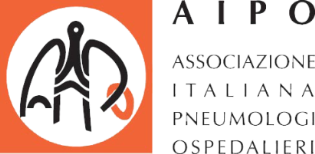 AIPO
ASSOCIAZIONE
ITALIANA
PNEUMOLOGI
OSPEDALIERI